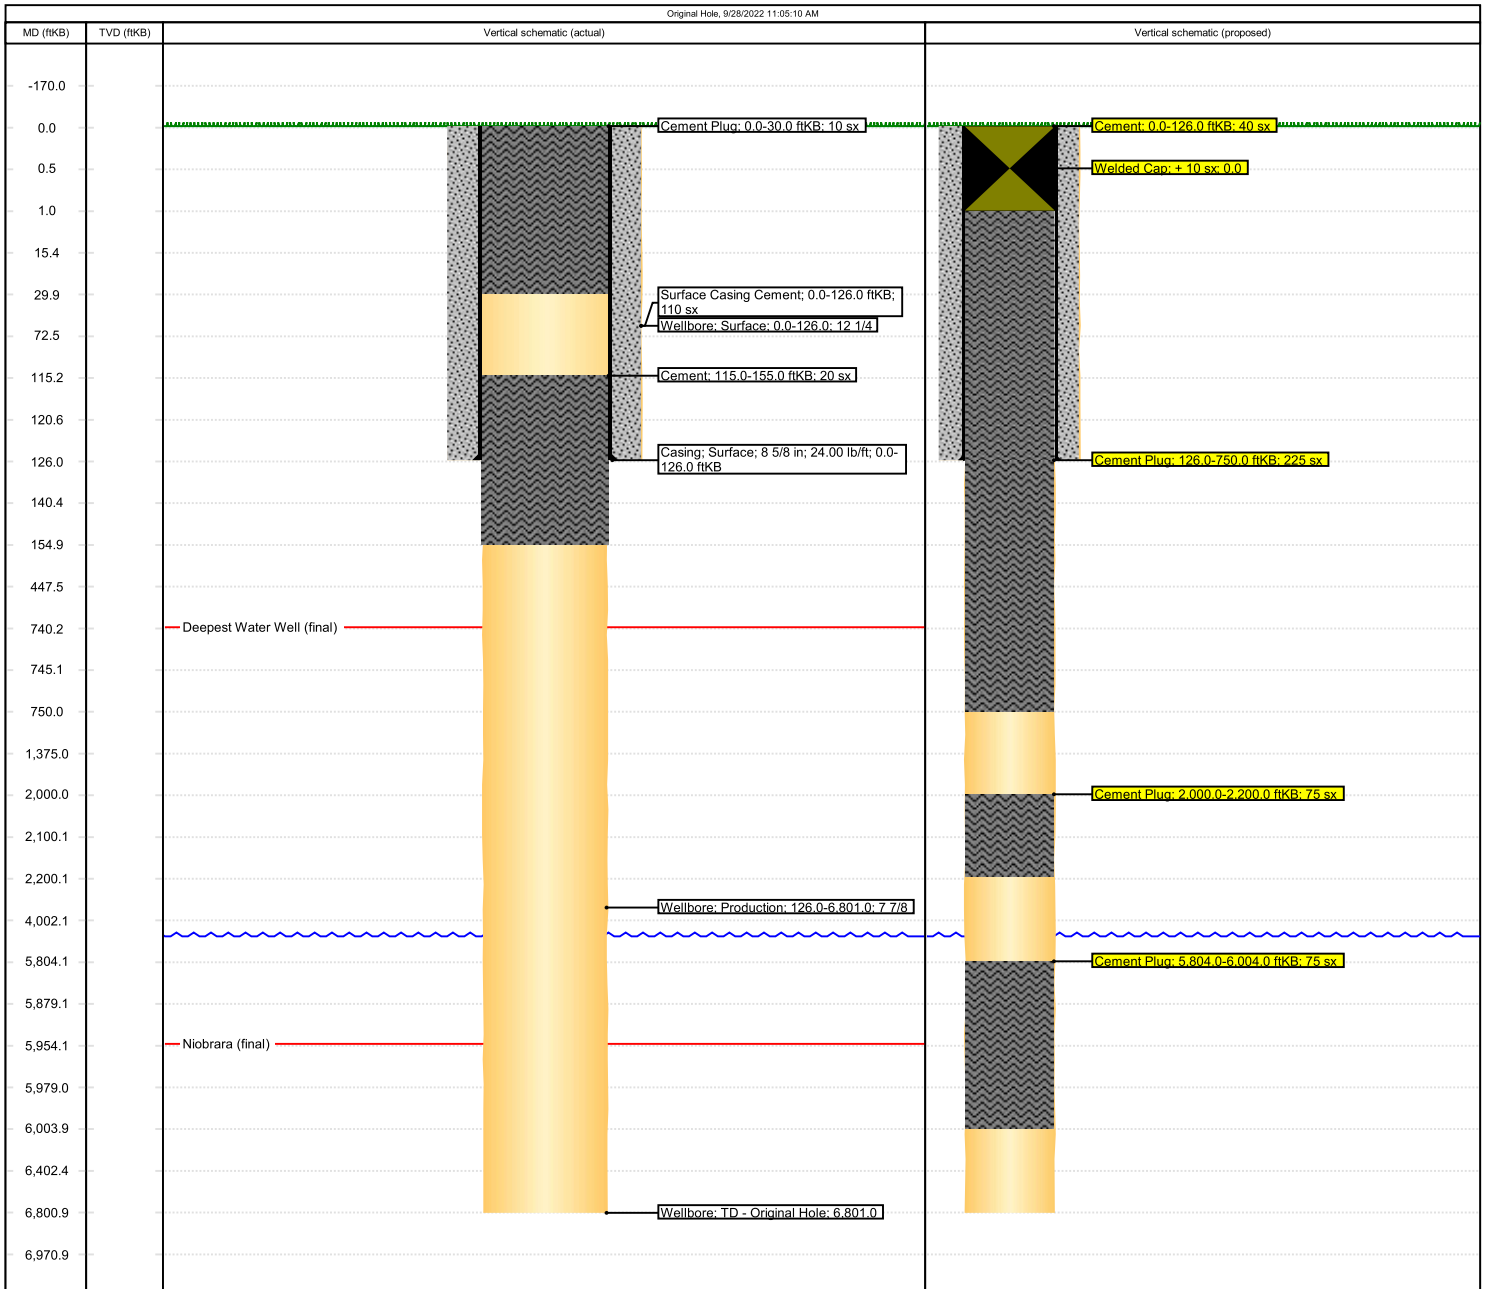 Original Hole, 9/28/2022 11:05:10 AM
MD (ftKB)
TVD (ftKB)
Vertical schematic (actual)
Vertical schematic (proposed)
-170.0
0.0
0.5
1.0
15.4
29.9
72.5
115.2
120.6
126.0
140.4
154.9
447.5
740.2
745.1
750.0
1,375.0
2,000.0
2,100.1
2,200.1
4,002.1
5,804.1
5,879.1
5,954.1
5,979.0
6,003.9
6,402.4
6,800.9
6,970.9
Cement Plug; 0.0-30.0 ftKB; 10 sx
Surface Casing Cement; 0.0-126.0 ftKB;
110 sx
Wellbore; Surface; 0.0-126.0; 12 1/4
Cement; 115.0-155.0 ftKB; 20 sx
Casing; Surface; 8 5/8 in; 24.00 lb/ft; 0.0-
126.0 ftKB
Deepest Water Well (final)
Wellbore; Production; 126.0-6,801.0; 7 7/8
Niobrara (final)
Wellbore; TD - Original Hole; 6,801.0
Cement; 0.0-126.0 ftKB; 40 sx
Welded Cap; + 10 sx; 0.0
Cement Plug; 126.0-750.0 ftKB; 225 sx
Cement Plug; 2,000.0-2,200.0 ftKB; 75 sx
Cement Plug; 5,804.0-6,004.0 ftKB; 75 sx